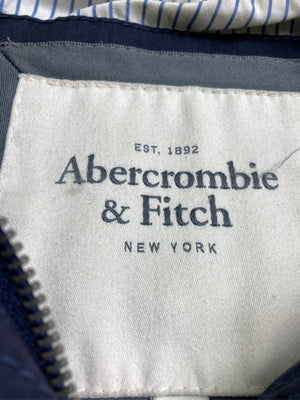 EST. 1892
Abercrombie
& Fitch
NEW YORK